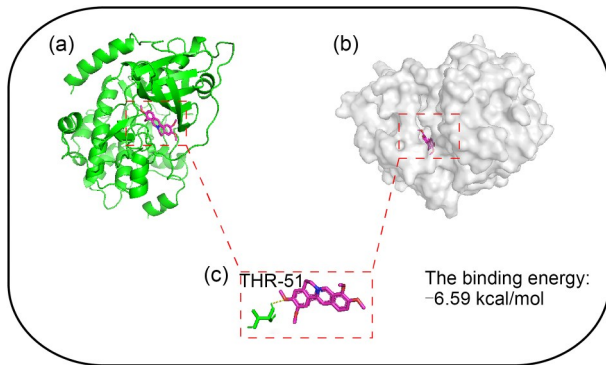 (a)
(b)
(c)
THR-51
The binding energy:
−6.59 kcal/mol